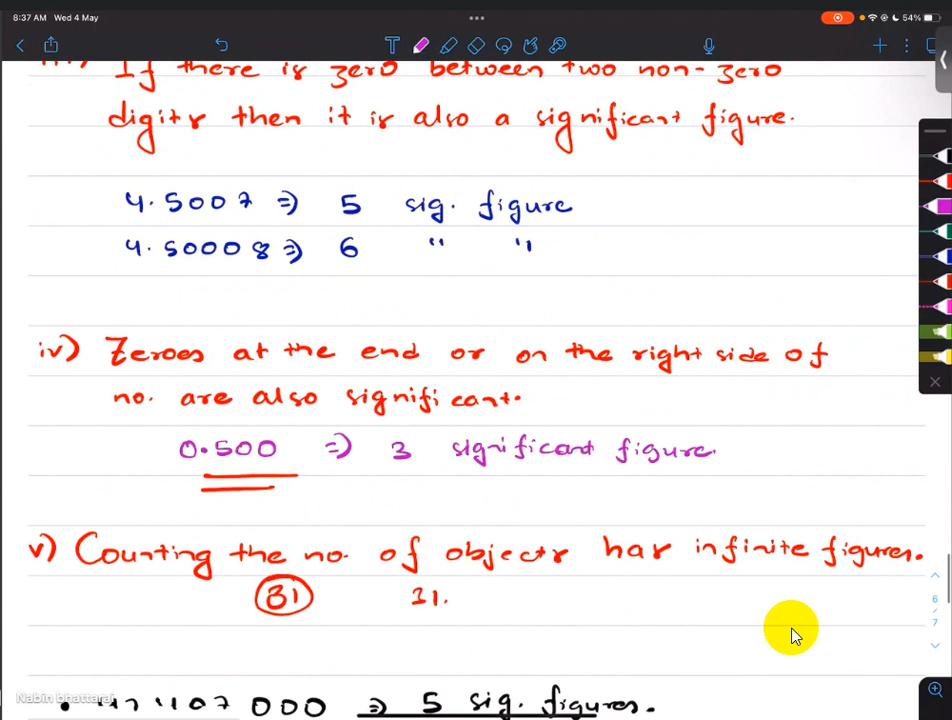 8:37 AM Wed 4 May
54%
If there is zero between two non-zero
digits then it is also a significant figure.
4.5007 => 5 sig. figure
4.50008 => 6 " "
iv) Zeroes at the end or on the right side of
no. are also significant.
0.500 => 3 significant figure.
v) Counting the no. of objects has infinite figures.
31 31.
6
/
7
Nabin bhattarai
000 => 5 sig. figures.